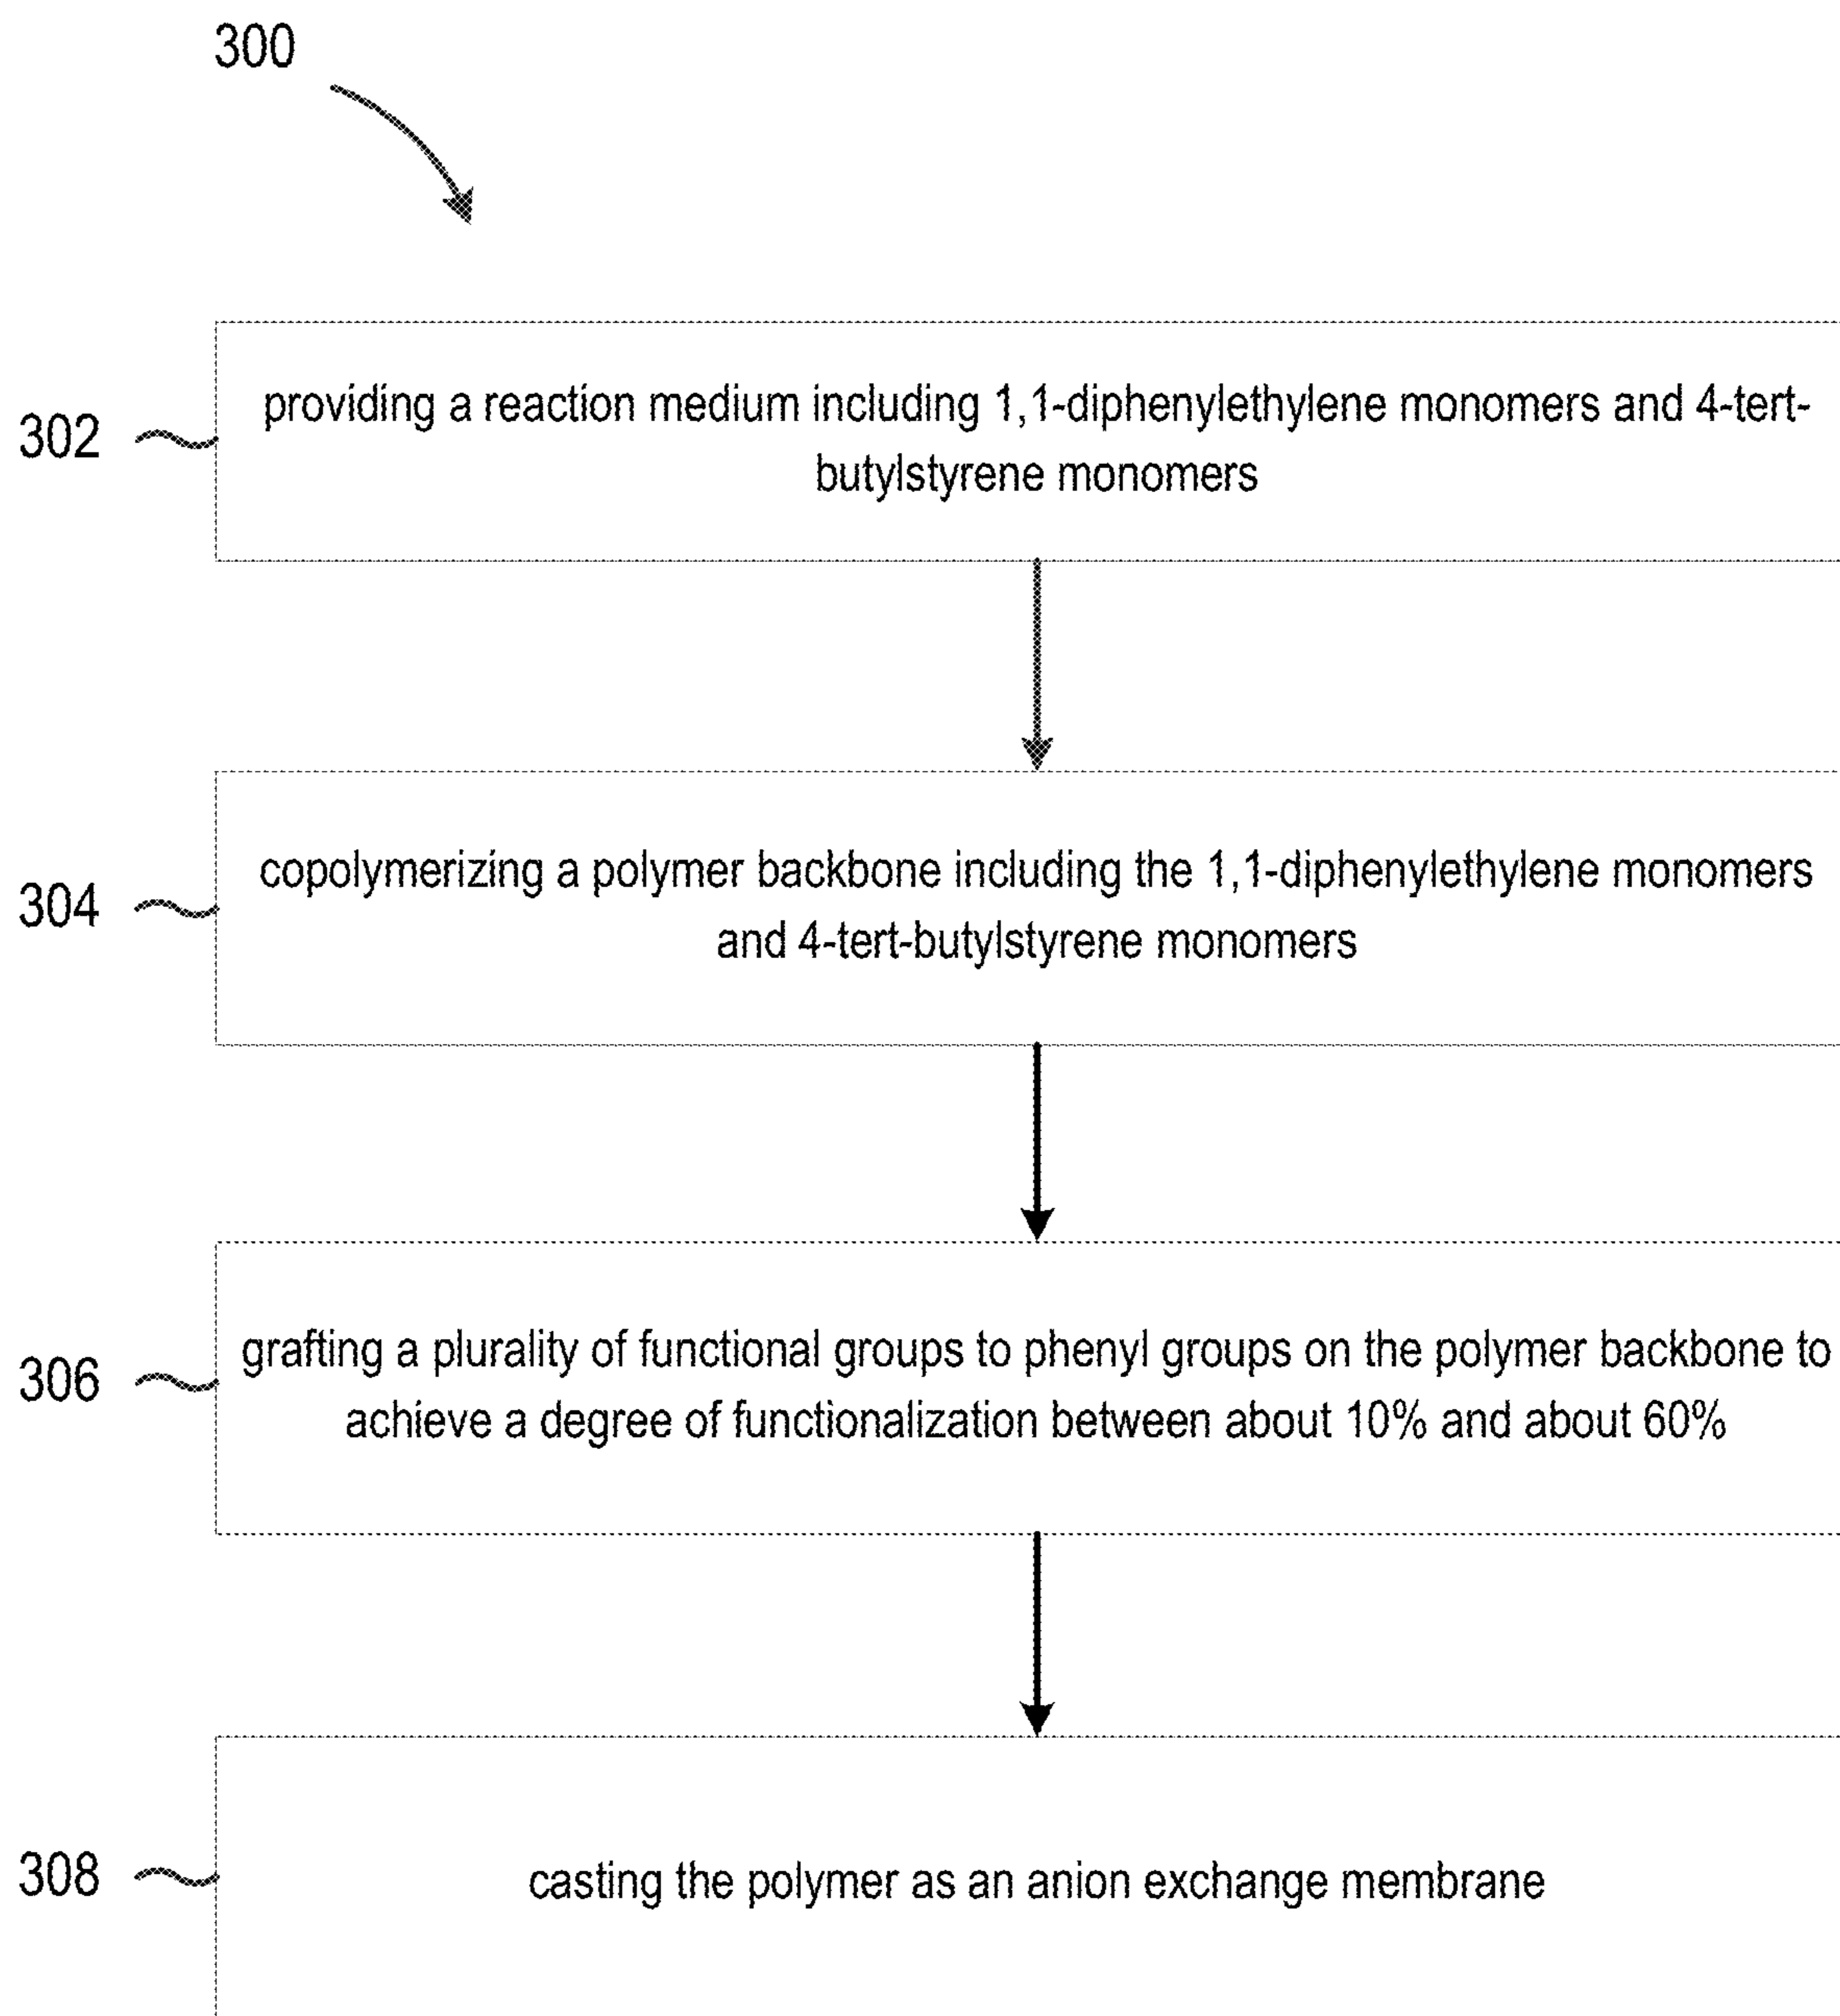 300
302
providing a reaction medium including 1,1-diphenylethylene monomers and 4-tert-
butylstyrene monomers
304
copolymerizing a polymer backbone including the 1,1-diphenylethylene monomers
and 4-tert-butylstyrene monomers
306
grafting a plurality of functional groups to phenyl groups on the polymer backbone to
achieve a degree of functionalization between about 10% and about 60%
308
casting the polymer as an anion exchange membrane